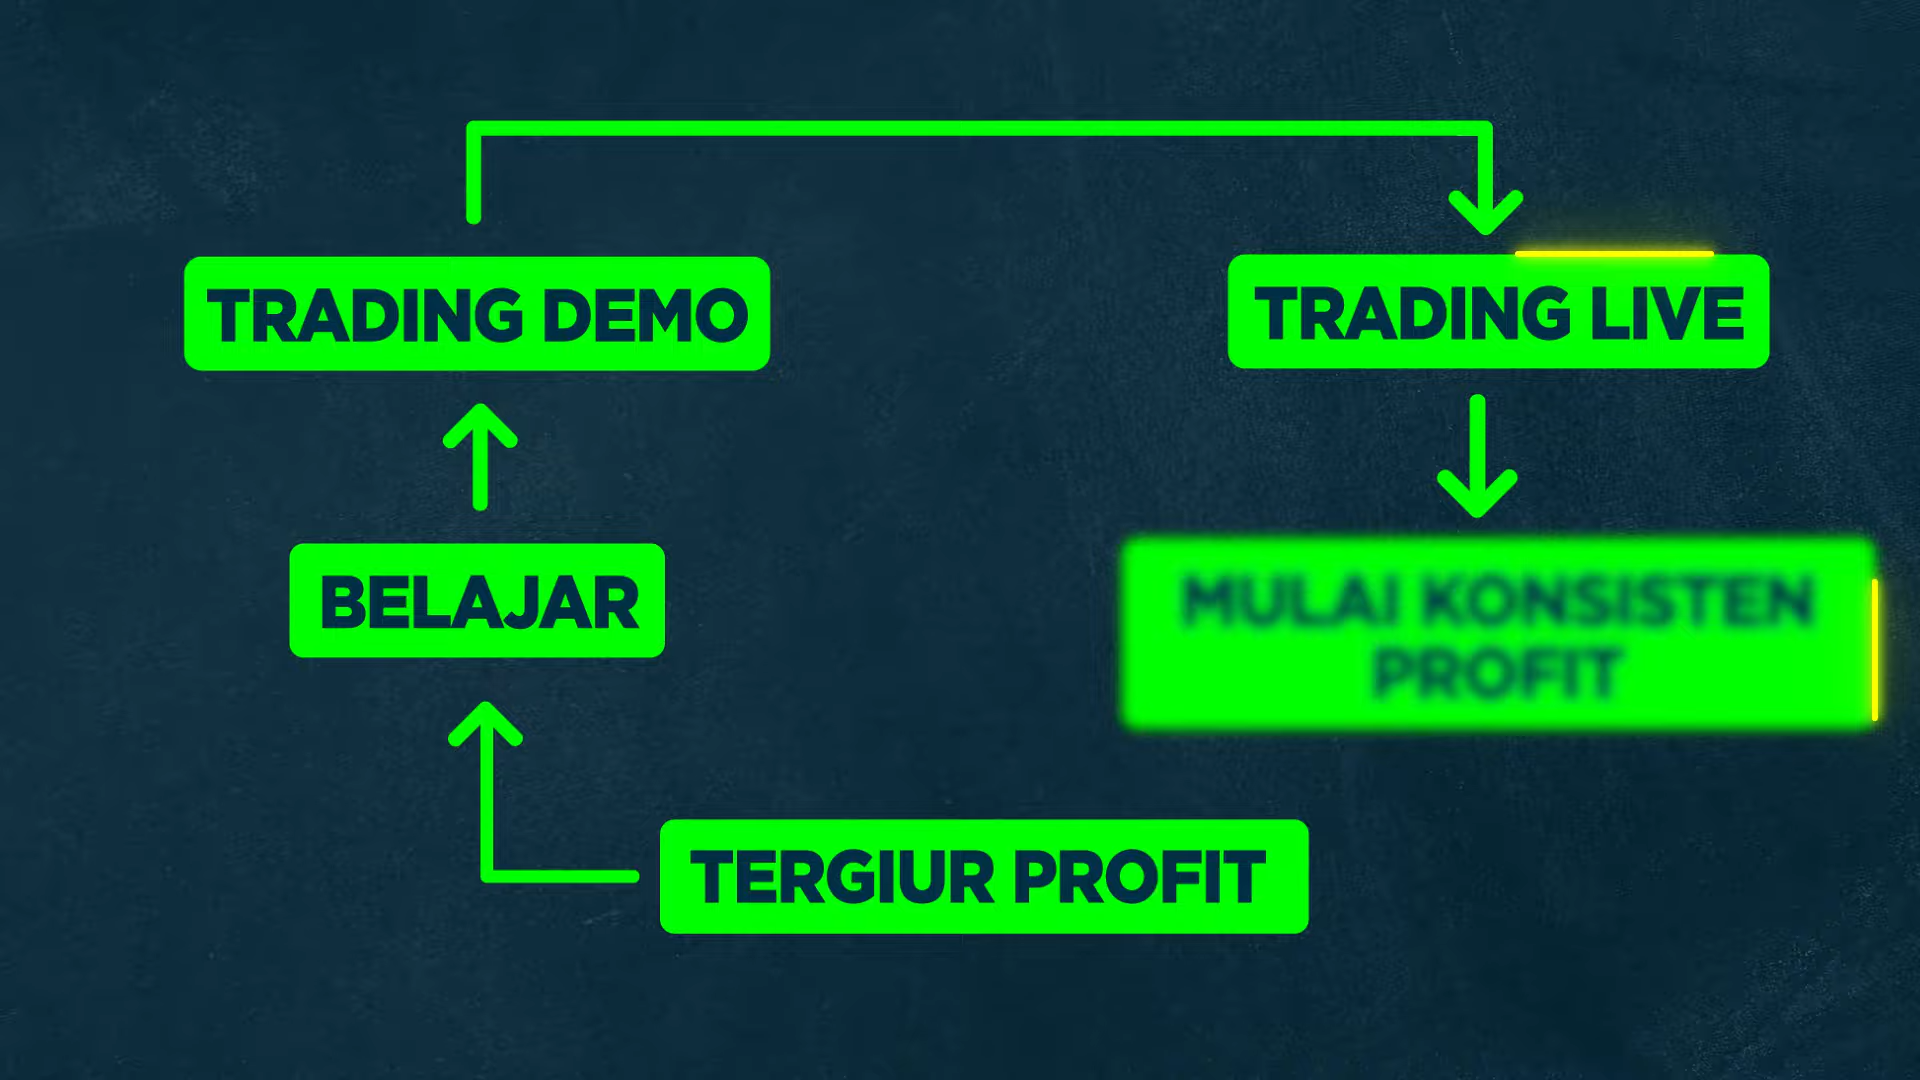 TRADING DEMO
TRADING LIVE
BELAJAR
MULAI KONSISTEN
PROFIT
TERGIUR PROFIT